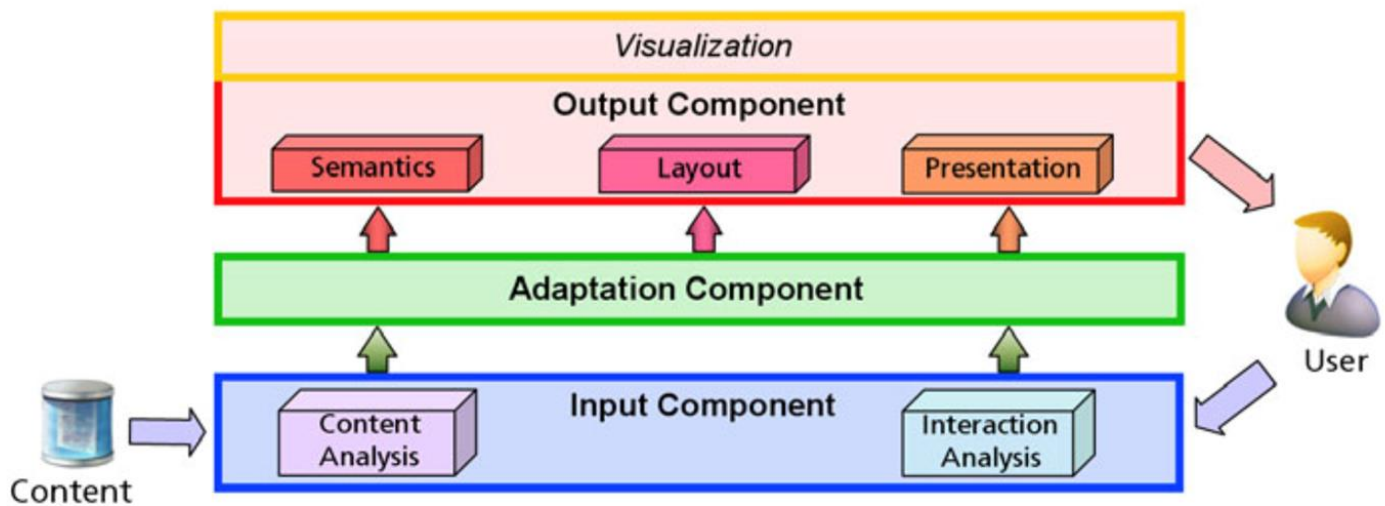 Visualization
Output Component
Semantics
Layout
Presentation
Adaptation Component
User
Input Component
Content
Analysis
Interaction
Analysis
Content